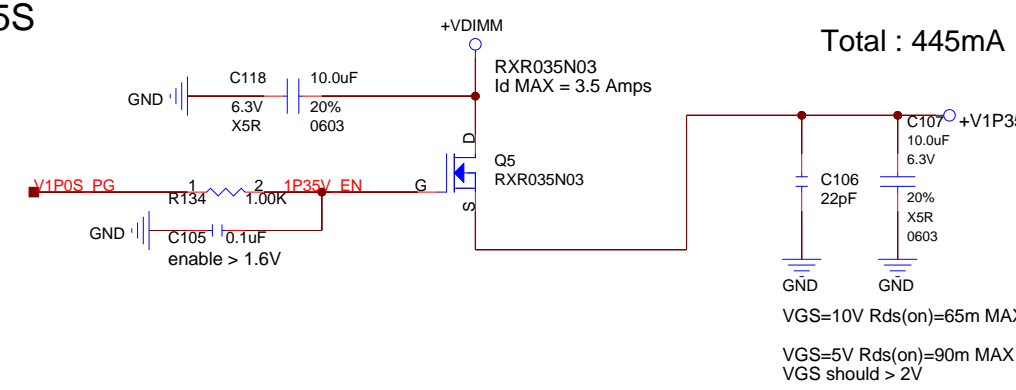 5S
+VDIMM
Total : 445mA
RXR035N03
Id MAX = 3.5 Amps
C118 10.0uF
GND
6.3V 20%
X5R 0603
C107
+V1P35
10.0uF
6.3V
D
Q5
RXR035N03
V1P0S_PG 1 2 1P35V_EN G
R134 1.00K
C106
22pF
20%
X5R
0603
S
GND C105 0.1uF
enable > 1.6V
GND GND
VGS=10V Rds(on)=65m MAX
VGS=5V Rds(on)=90m MAX
VGS should > 2V